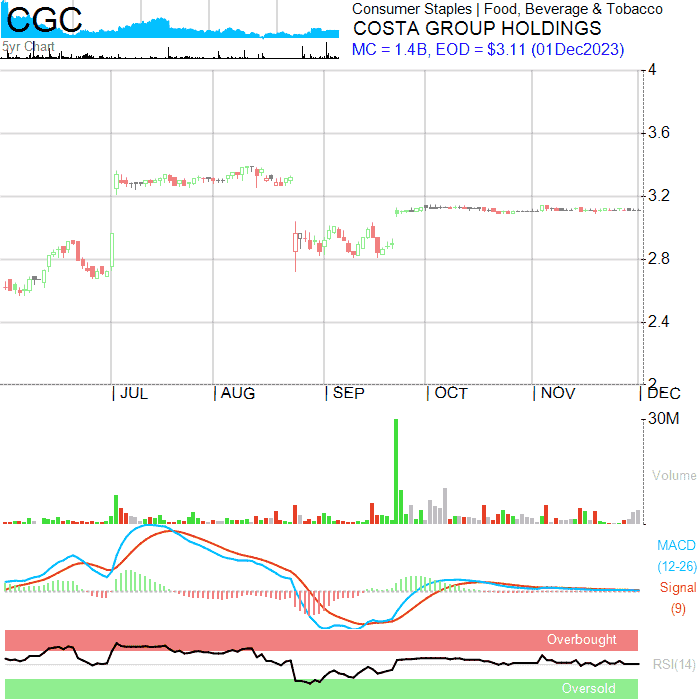 CGC
5yr Chart
Consumer Staples | Food, Beverage & Tobacco
COSTA GROUP HOLDINGS
MC = 1.4B, EOD = $3.11 (01Dec2023)
4
3.6
3.2
2.8
2.4
2
| JUL | AUG | SEP | OCT | NOV | DEC
30M
Volume
MACD
(12-26)
Signal
(9)
Overbought
RSI(14)
Oversold